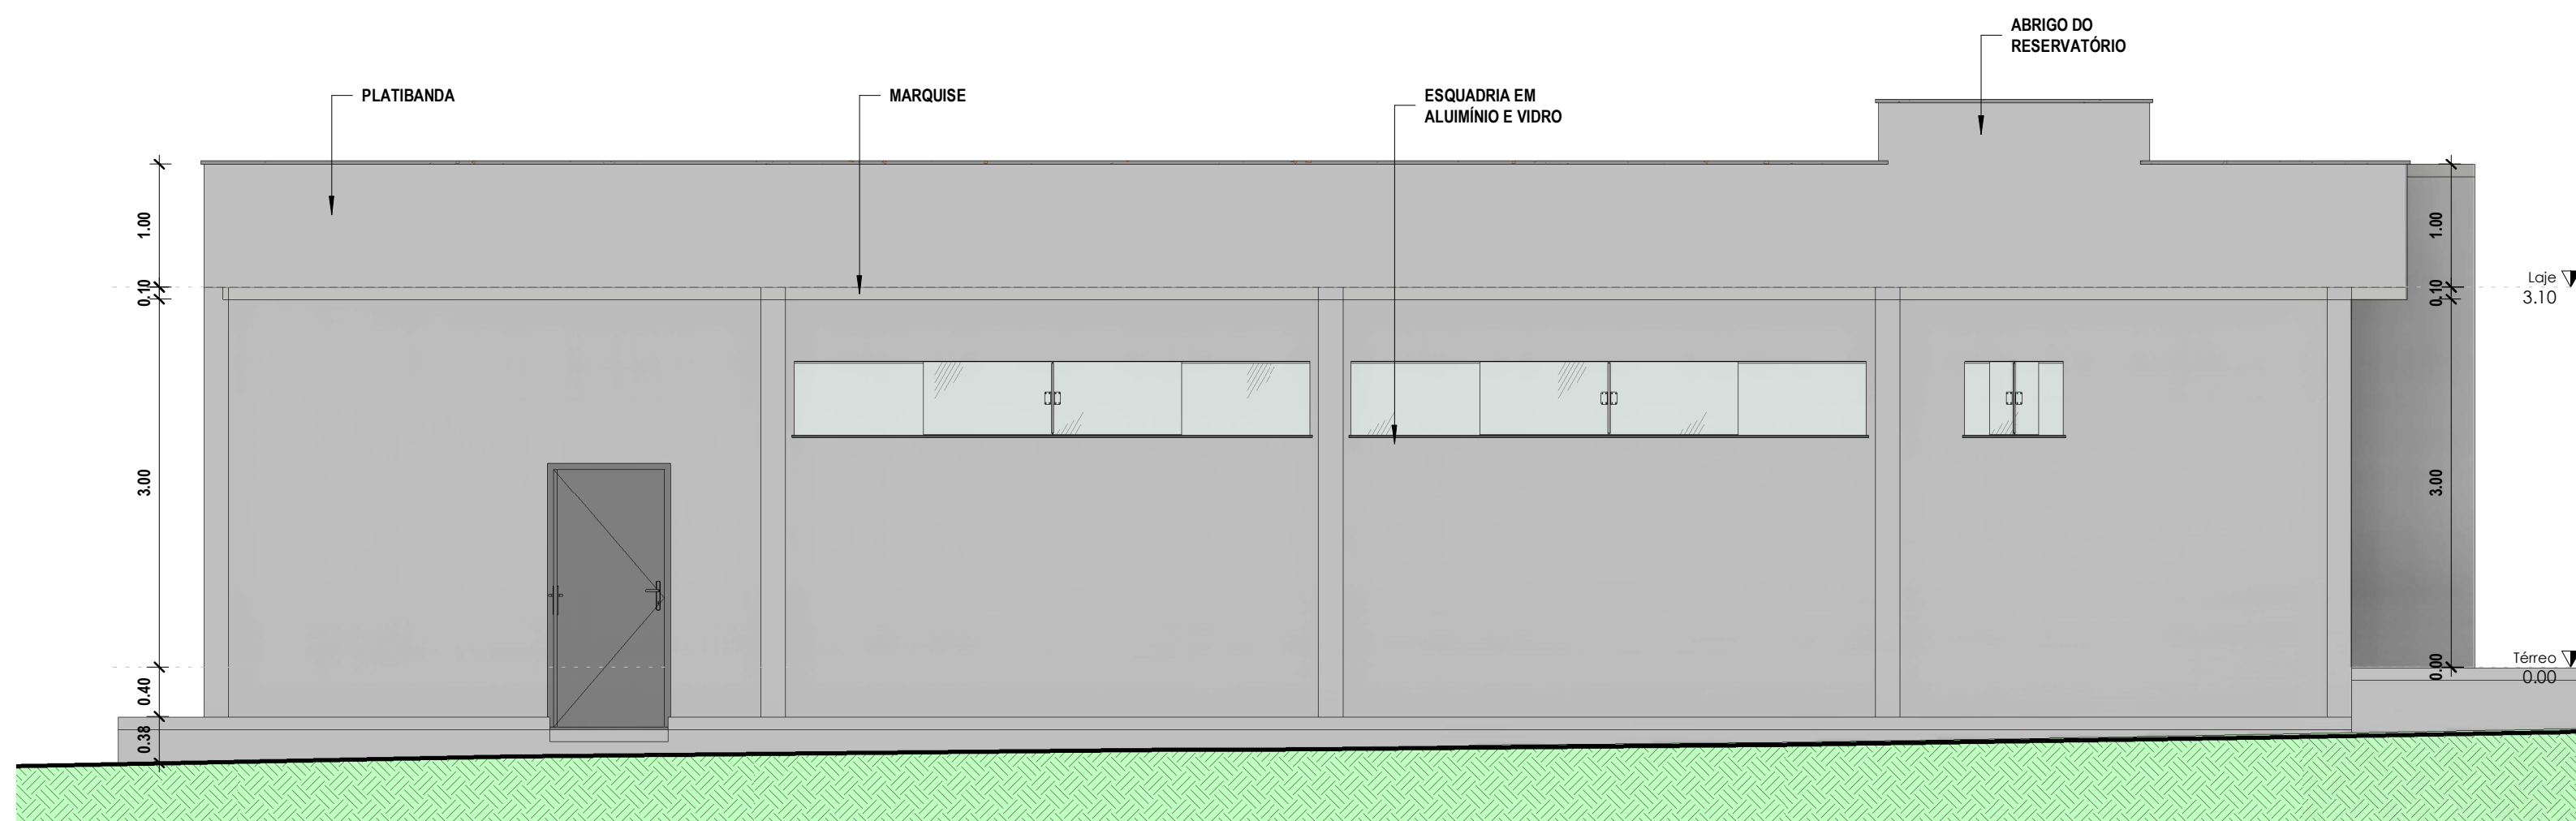 ABRIGO DO
RESERVATÓRIO
PLATIBANDA
MARQUISE
ESQUADRIA EM
ALUIMÍNIO E VIDRO
1.00
0.10
3.00
0.40
0.38
1.00
0.10
3.00
0.00
Laje
3.10
Térreo
0.00